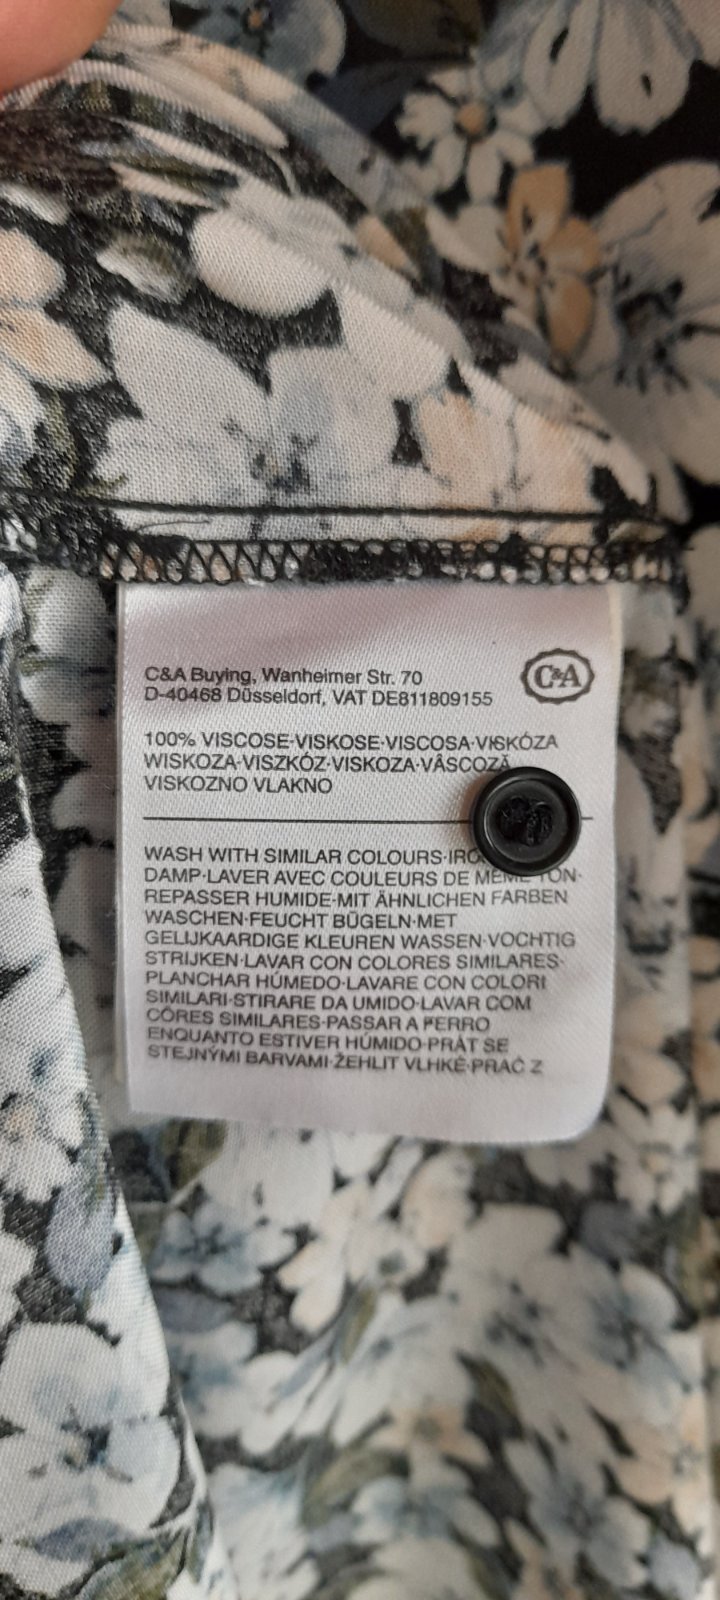 C&A Buying, Wanheimer Str. 70
D-40468 Düsseldorf, VAT DE811809155
C&A
100% VISCOSE·VISKOSE·VISCOSA·VISKÓZA
WISKOZA·VISZKÓZ·VISKOZA·VÂSCOZĂ
VISKOZNO VLAKNO
WASH WITH SIMILAR COLOURS·
DAMP·LAVER AVEC COULEURS DE MÊME TON·
REPASSER HUMIDE·MIT ÄHNLICHEN FARBEN
WASCHEN·FEUCHT BÜGELN·MET
GELIJKAARDIGE KLEUREN WASSEN·VOCHTIG
STRIJKEN·LAVAR CON COLORES SIMILARES·
PLANCHAR HÚMEDO·LAVARE CON COLORI
SIMILARI·STIRARE DA UMIDO·LAVAR COM
CÔRES SIMILARES·PASSAR A FERRO
ENQUANTO ESTIVER HÚMIDO·PRÁT SE
STEJNÝMI BARVAMI·ŽEHLIT VLHKÉ·PRAĆ Z